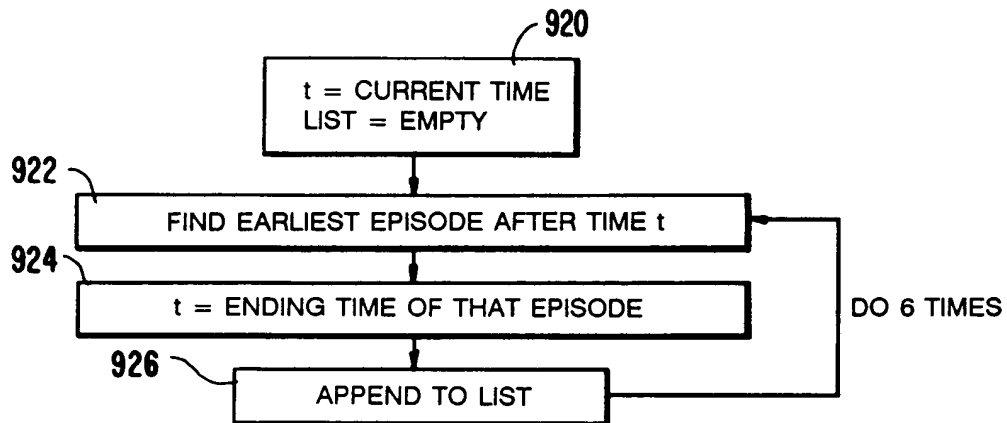 920
t = CURRENT TIME
LIST = EMPTY
922
FIND EARLIEST EPISODE AFTER TIME t
924
t = ENDING TIME OF THAT EPISODE
DO 6 TIMES
926
APPEND TO LIST